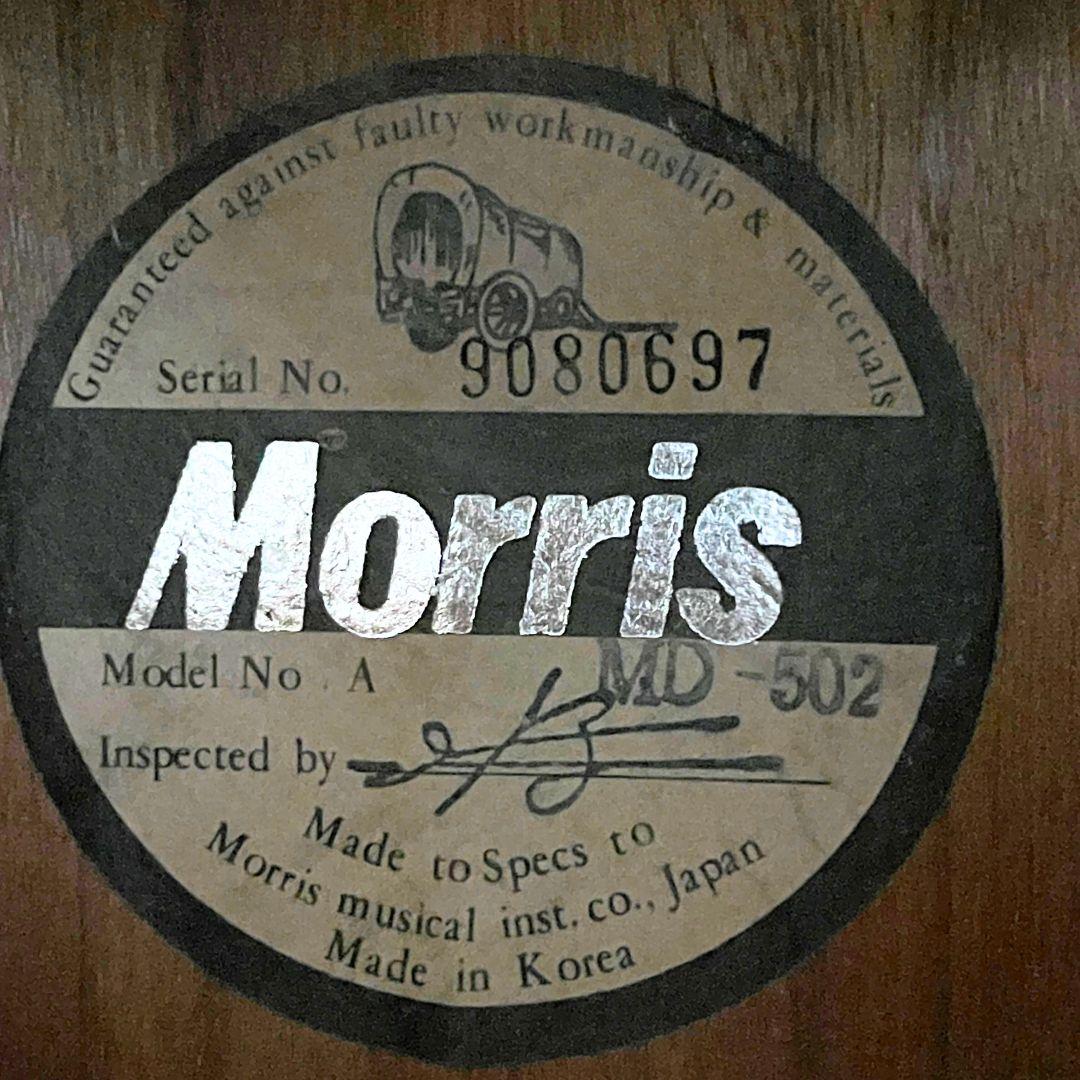 Guaranteed against faulty workmanship & materials
Serial No. 9080697
Morris
Model No. A MD-502
Inspected by
Made to Specs to
Morris musical inst. co., Japan
Made in Korea